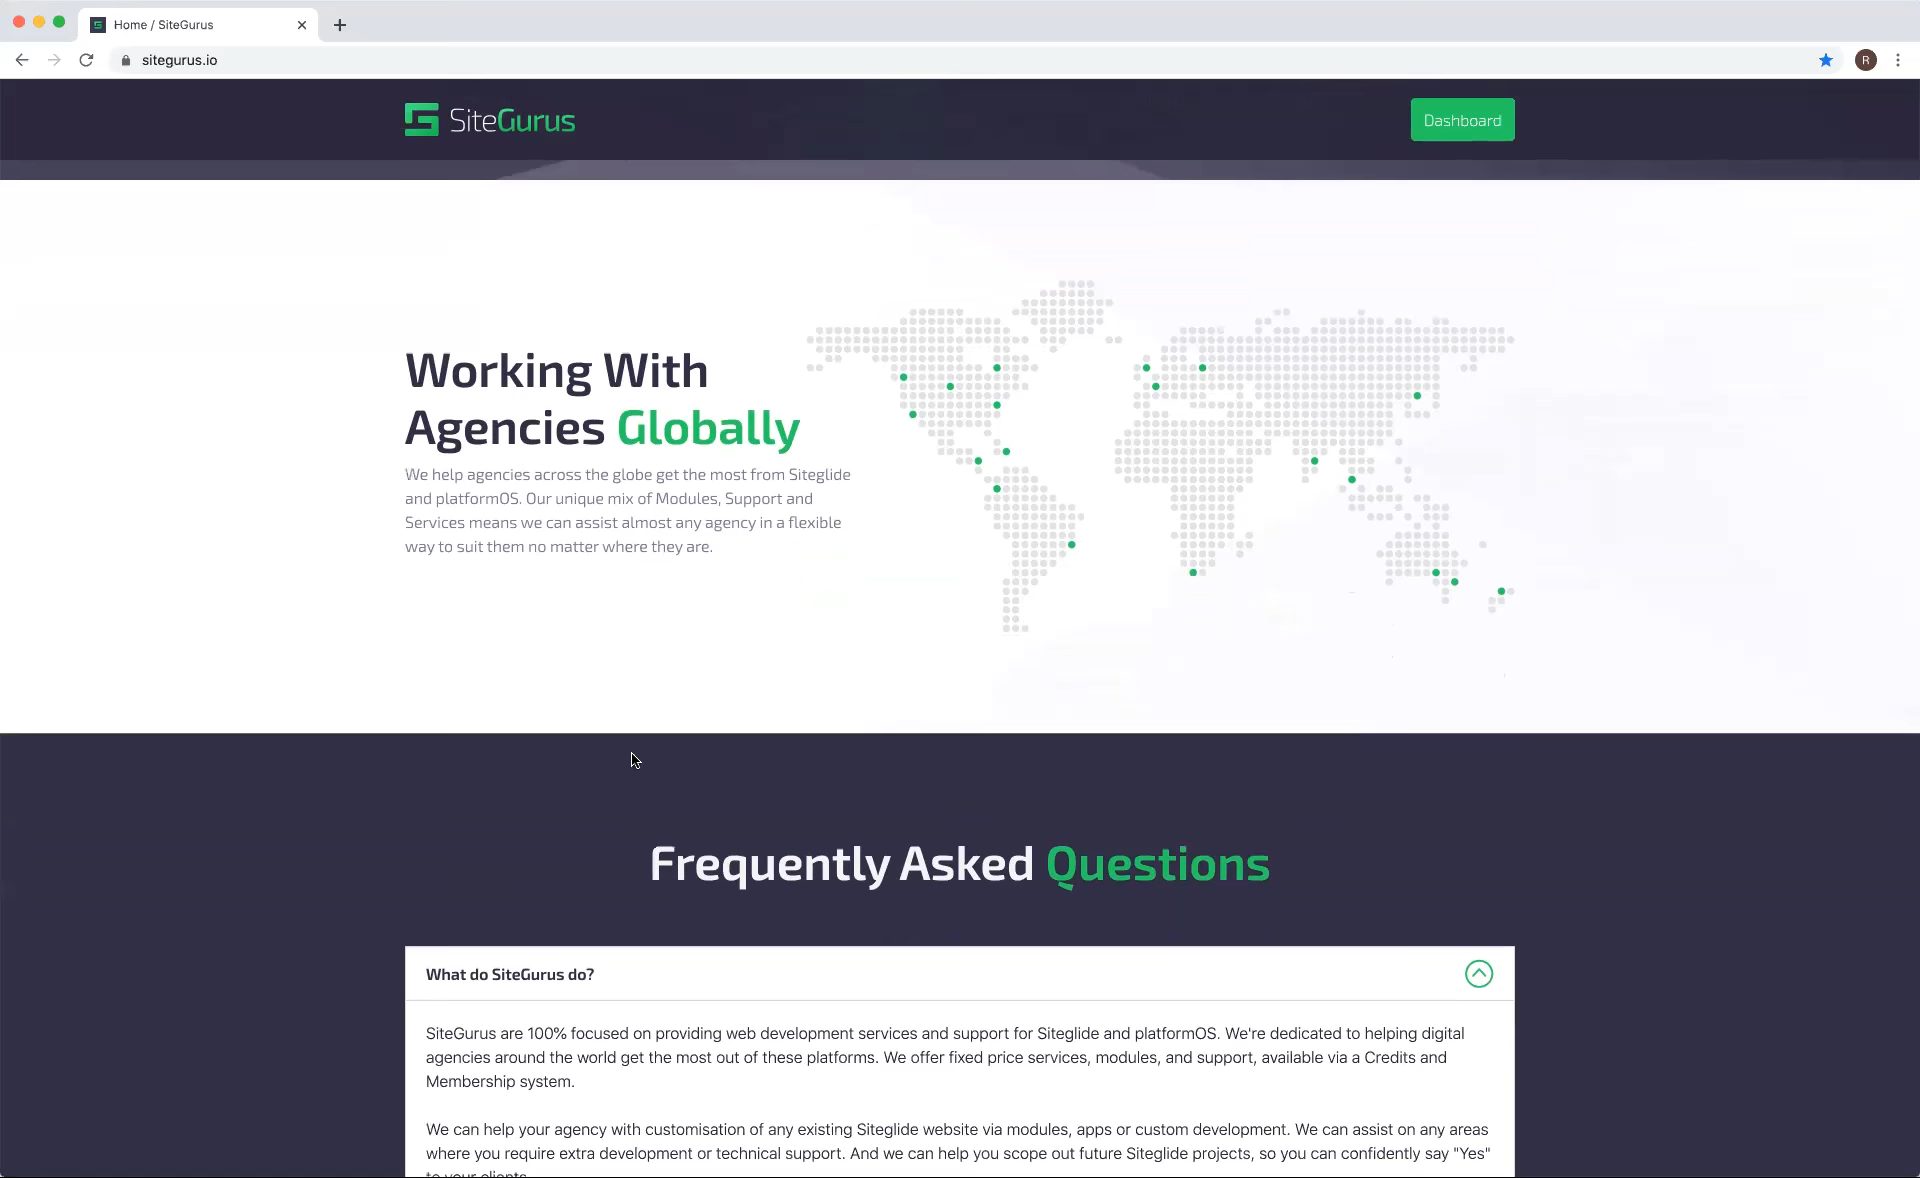 Home / SiteGurus
sitegurus.io
R
SiteGurus
Dashboard
Working With
Agencies Globally
We help agencies across the globe get the most from Siteglide
and platformOS. Our unique mix of Modules, Support and
Services means we can assist almost any agency in a flexible
way to suit them no matter where they are.
Frequently Asked Questions
What do SiteGurus do?
SiteGurus are 100% focused on providing web development services and support for Siteglide and platformOS. We're dedicated to helping digital
agencies around the world get the most out of these platforms. We offer fixed price services, modules, and support, available via a Credits and
Membership system.
We can help your agency with customisation of any existing Siteglide website via modules, apps or custom development. We can assist on any areas
where you require extra development or technical support. And we can help you scope out future Siteglide projects, so you can confidently say "Yes"
to your clients.